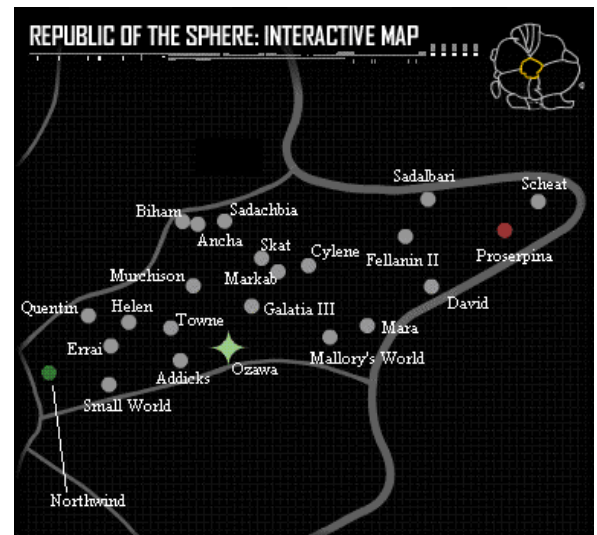 REPUBLIC OF THE SPHERE: INTERACTIVE MAP
Sadalbari
Scheat
Biham
Sadachbia
Ancha
Skat
Cylene
Fellanin II
Proserpina
Murchison
Markab
David
Quentin
Helen
Towne
Galatia III
Mara
Errai
Mallory's World
Addicks
Ozawa
Small World
Northwind